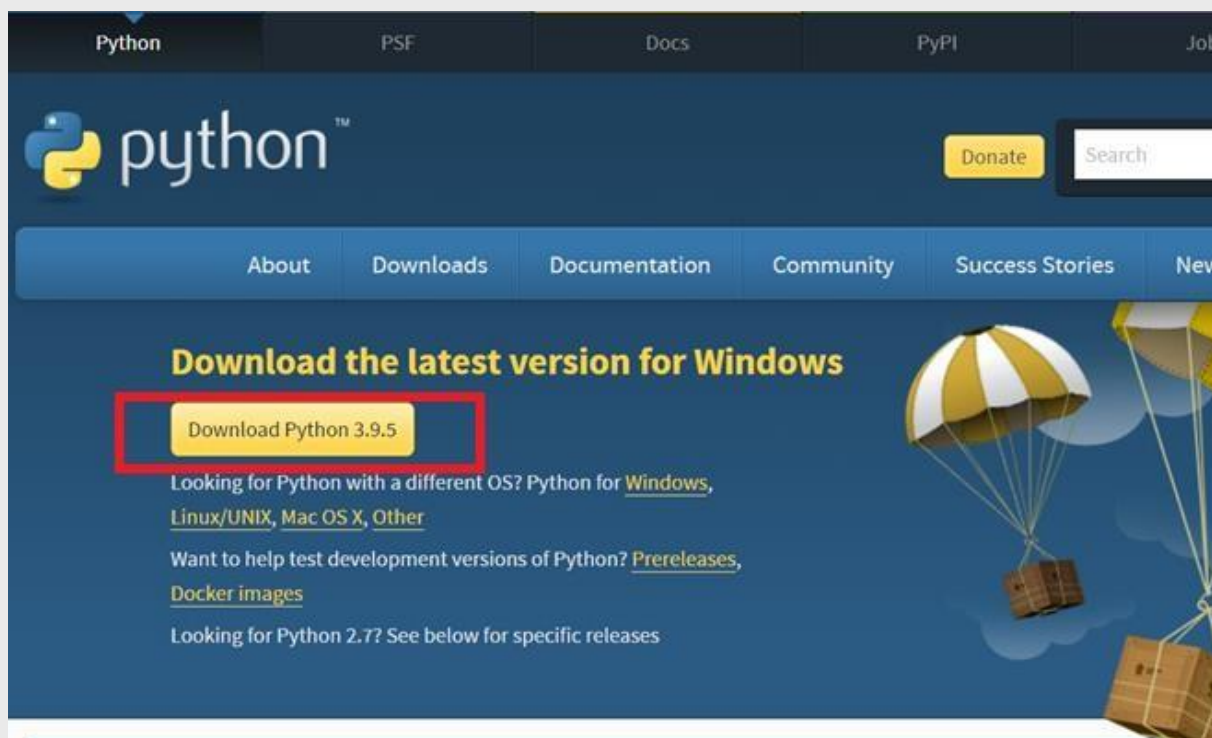 Python PSF Docs PyPI
python™
Donate Search
About Downloads Documentation Community Success Stories
Download the latest version for Windows
Download Python 3.9.5
Looking for Python with a different OS? Python for Windows,
Linux/UNIX, Mac OS X, Other
Want to help test development versions of Python? Prereleases,
Docker images
Looking for Python 2.7? See below for specific releases